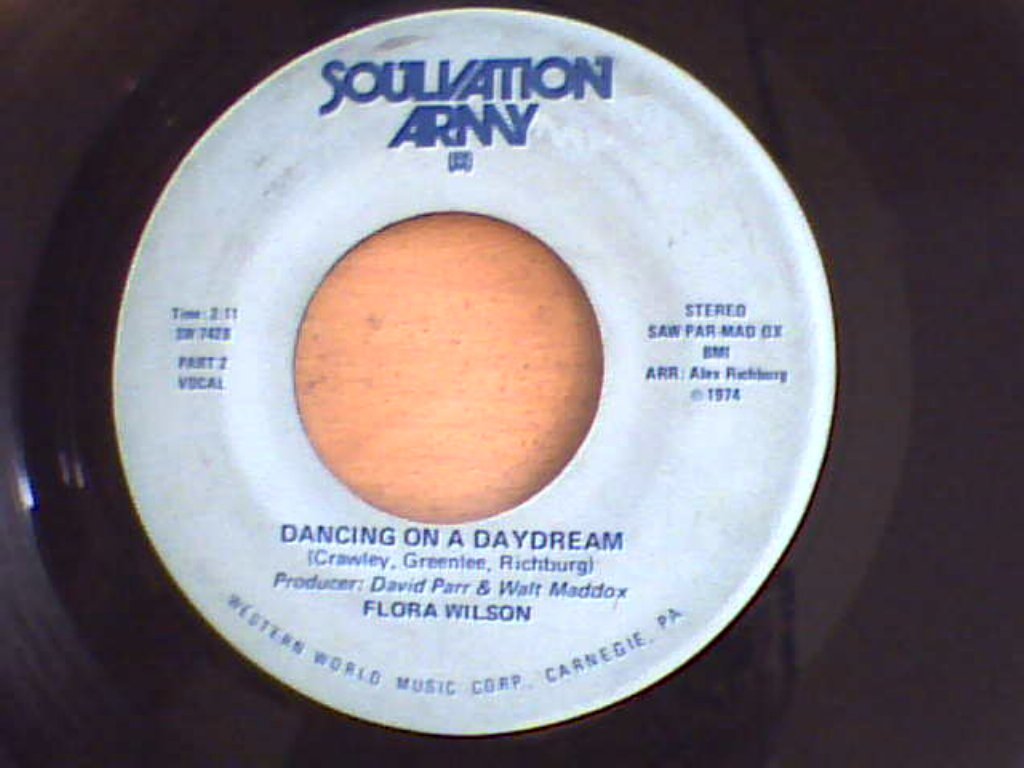 SOULVATION
ARMY
Time: 2:11
SW 7428
PART 2
VOCAL
STEREO
SAW PAR-MAD OX
BMI
ARR: Alex Richburg
© 1974
DANCING ON A DAYDREAM
(Crawley, Greenlee, Richburg)
Producer: David Parr & Walt Maddox
FLORA WILSON
WESTERN WORLD MUSIC CORP., CARNEGIE, PA